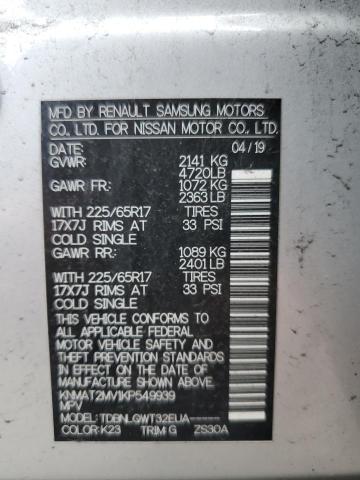 MFD BY RENAULT SAMSUNG MOTORS
CO., LTD. FOR NISSAN MOTOR CO., LTD.
DATE: 04/19
GVWR: 2141 KG
4720LB
GAWR FR: 1072 KG
2363LB
WITH 225/65R17 TIRES
17X7J RIMS AT 33 PSI
COLD SINGLE
GAWR RR: 1089 KG
2401LB
WITH 225/65R17 TIRES
17X7J RIMS AT 33 PSI
COLD SINGLE
THIS VEHICLE CONFORMS TO
ALL APPLICABLE FEDERAL
MOTOR VEHICLE SAFETY AND
THEFT PREVENTION STANDARDS
IN EFFECT ON THE DATE OF
MANUFACTURE SHOWN ABOVE.
KNMAT2MV1KP549939
MPV
MODEL: TDBNLGWT32EUA-----
COLOR: K23 TRIM: G ZS30A